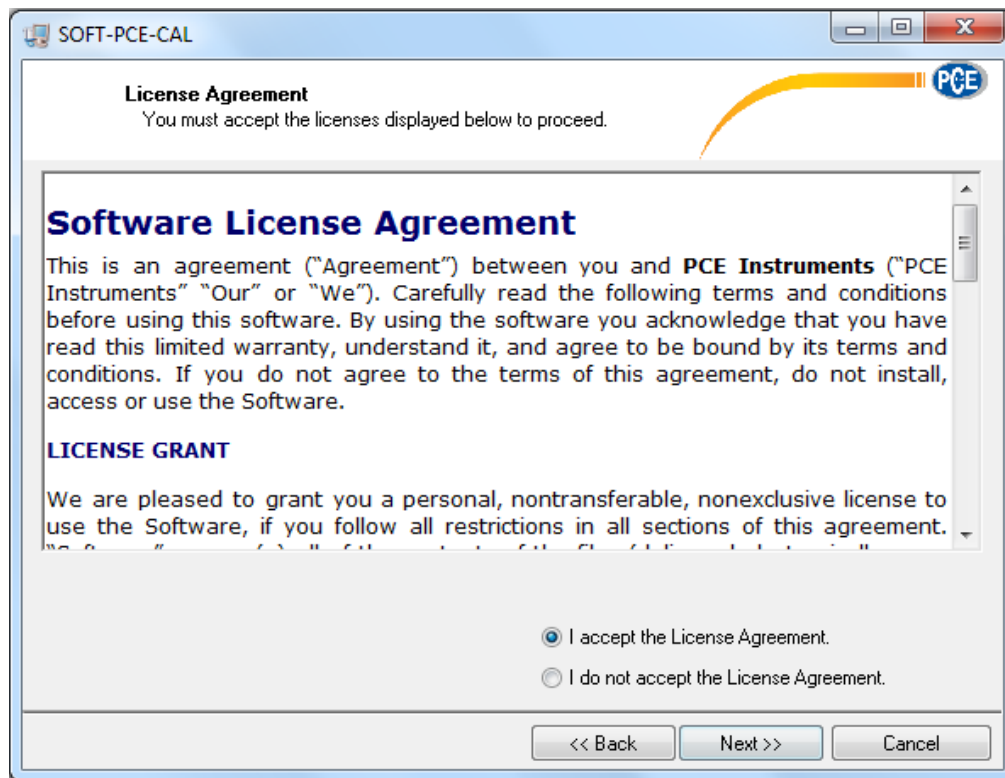 SOFT-PCE-CAL
License Agreement
You must accept the licenses displayed below to proceed.
PCE
Software License Agreement
This is an agreement (“Agreement”) between you and PCE Instruments (“PCE
Instruments” “Our” or “We”). Carefully read the following terms and conditions
before using this software. By using the software you acknowledge that you have
read this limited warranty, understand it, and agree to be bound by its terms and
conditions. If you do not agree to the terms of this agreement, do not install,
access or use the Software.
LICENSE GRANT
We are pleased to grant you a personal, nontransferable, nonexclusive license to
use the Software, if you follow all restrictions in all sections of this agreement.
I accept the License Agreement.
I do not accept the License Agreement.
<< Back
Next >>
Cancel